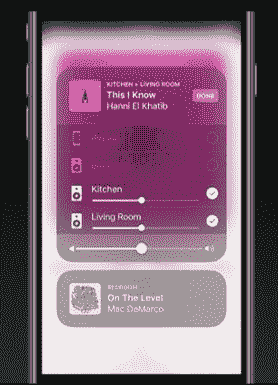 KITCHEN + LIVING ROOM
This I Know
Hanni El Khatib
DONE
Kitchen
Living Room
BEDROOM
On The Level
Mac DeMarco